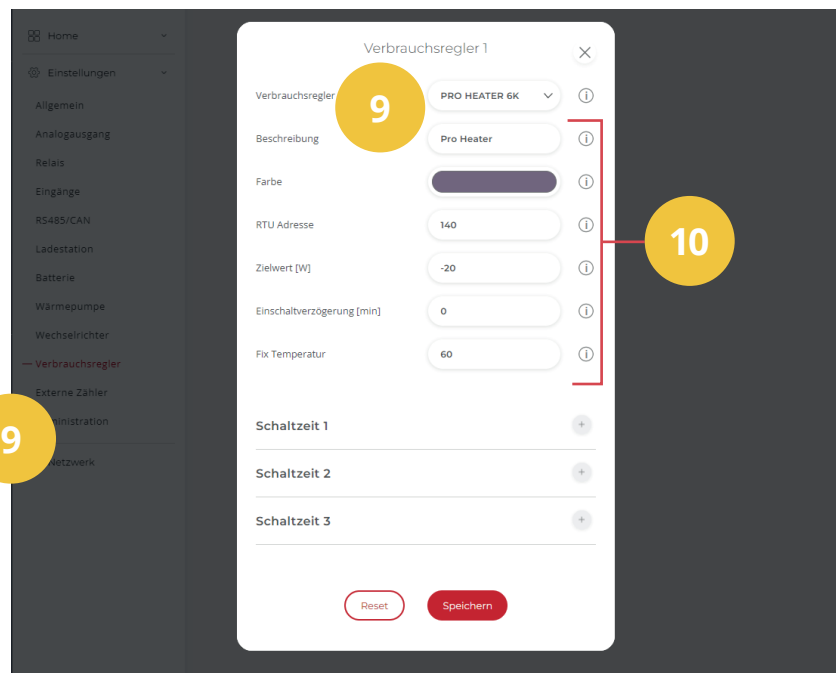 Home
Einstellungen
Allgemein
Analogausgang
Relais
Eingänge
RS485/CAN
Ladestation
Batterie
Wärmepumpe
Wechselrichter
Verbrauchsregler
Externe Zähler
ministration
Netzwerk
9
Verbrauchsregler 1
Verbrauchsregler
9
PRO HEATER 6K
Beschreibung
Pro Heater
Farbe
RTU Adresse
140
Zielwert [W]
-20
Einschaltverzögerung [min]
0
Fix Temperatur
60
10
Schaltzeit 1
Schaltzeit 2
Schaltzeit 3
Reset
Speichern